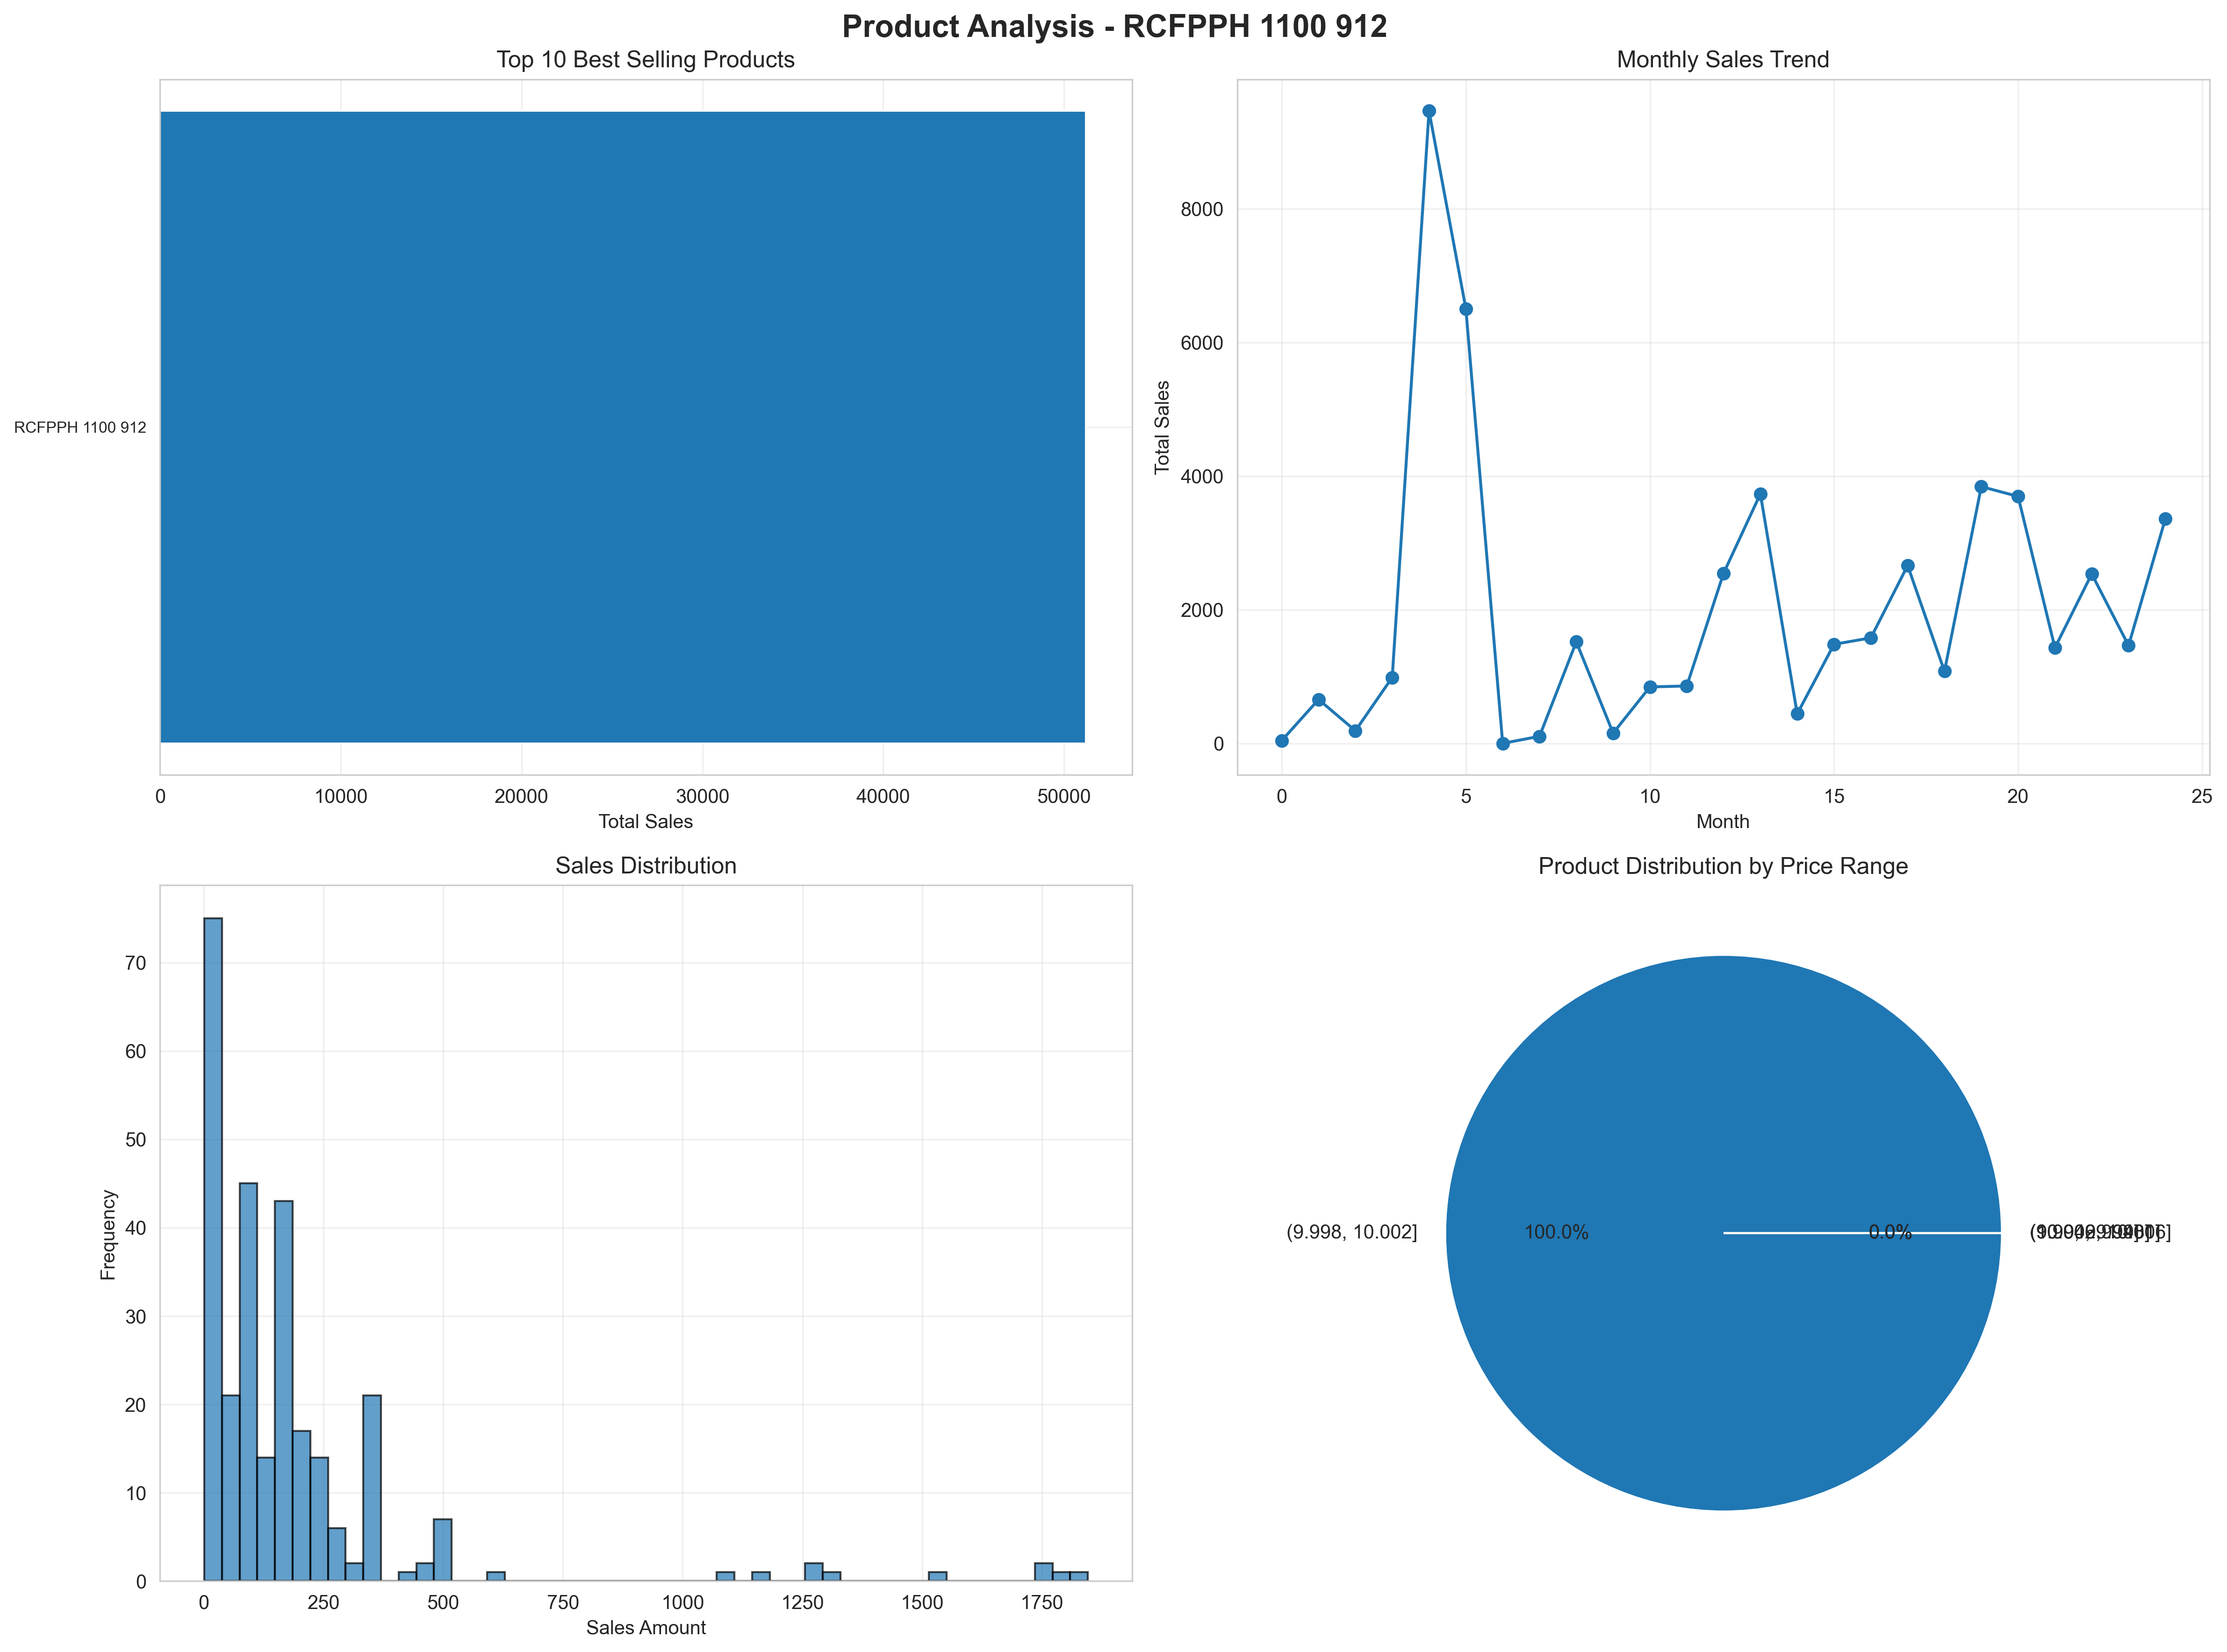 Product Analysis - RCFPPH 1100 912
Top 10 Best Selling Products
RCFPPH 1100 912
0 10000 20000 30000 40000 50000
Total Sales
Monthly Sales Trend
Total Sales
8000
6000
4000
2000
0
0 5 10 15 20 25
Month
Sales Distribution
Frequency
70
60
50
40
30
20
10
0
0 250 500 750 1000 1250 1500 1750
Sales Amount
Product Distribution by Price Range
(9.998, 10.002] 100.0% 0.0%